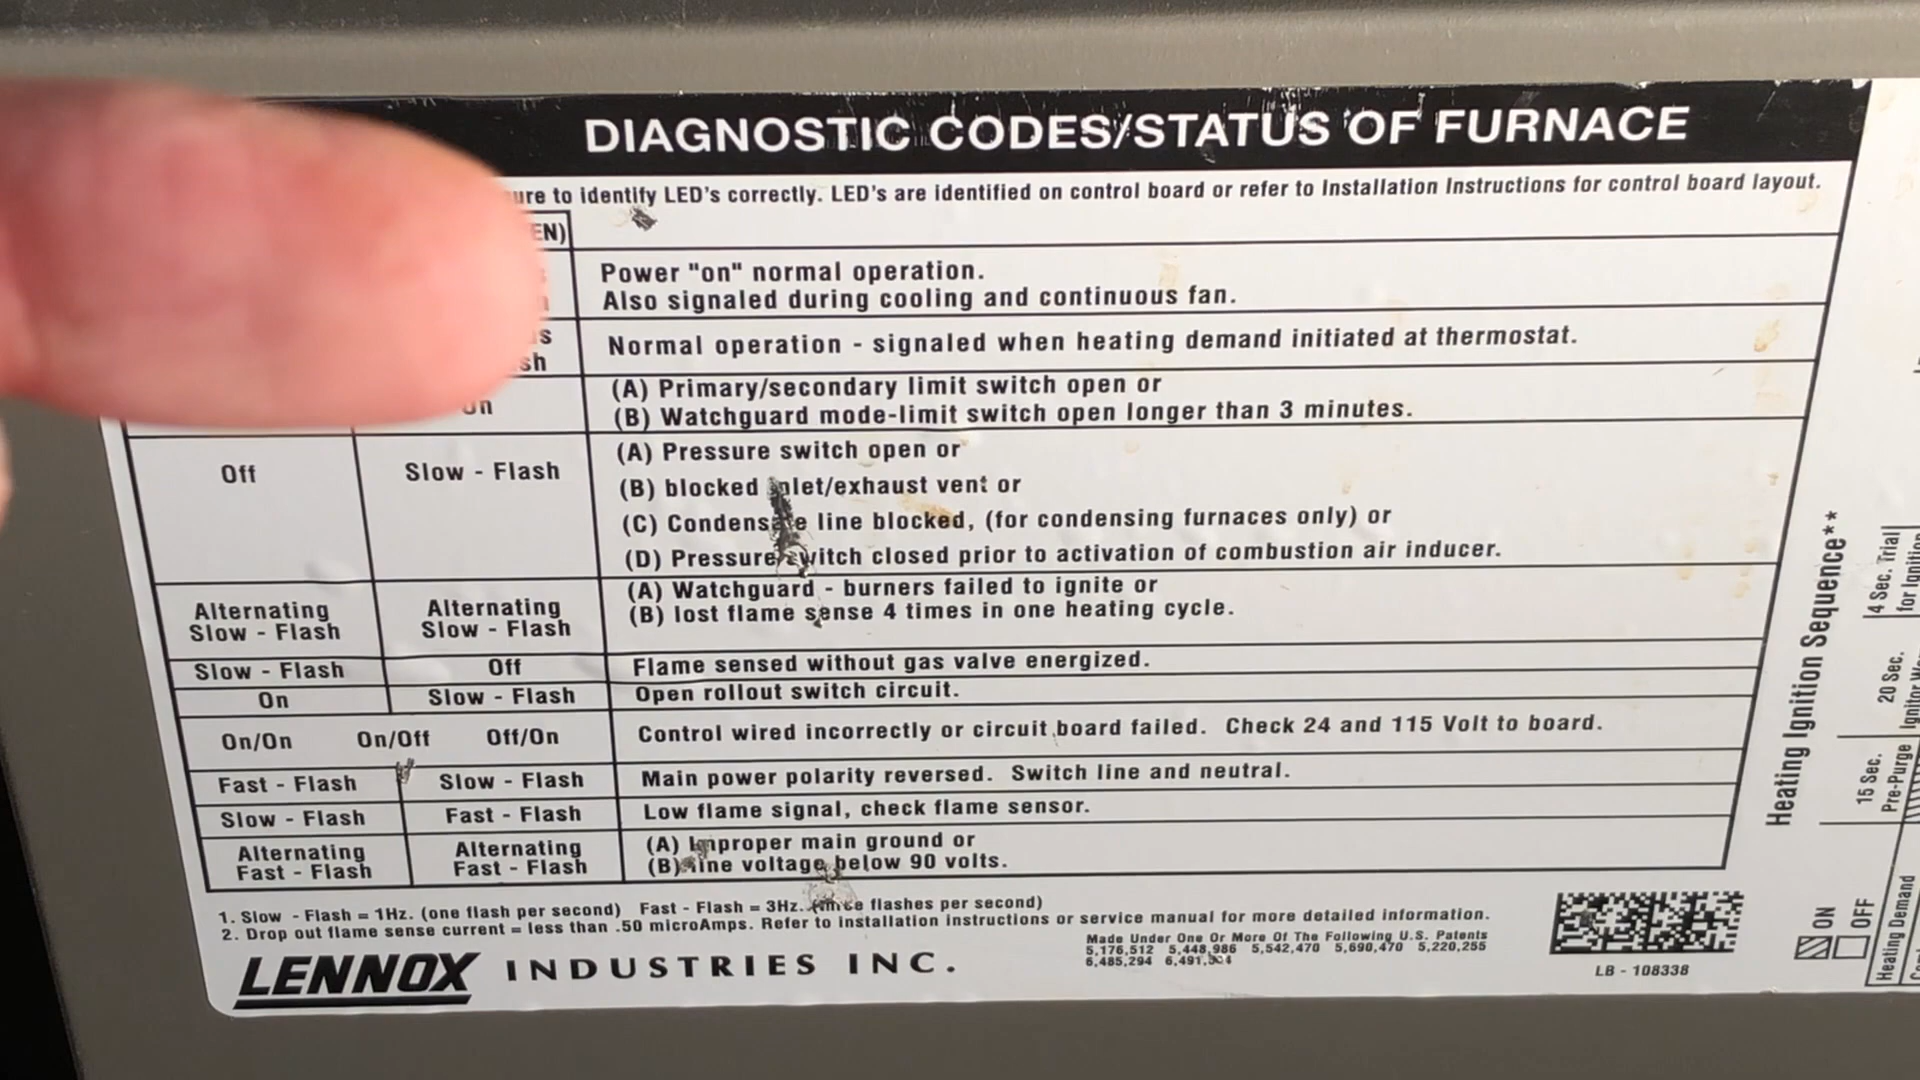 DIAGNOSTIC CODES/STATUS OF FURNACE
to identify LED's correctly. LED's are identified on control board or refer to Installation Instructions for control board layout.
Power "on" normal operation.
Also signaled during cooling and continuous fan.
Normal operation - signaled when heating demand initiated at thermostat.
On
(A) Primary/secondary limit switch open or
(B) Watchguard mode-limit switch open longer than 3 minutes.
Off Slow - Flash
(A) Pressure switch open or
(B) blocked inlet/exhaust vent or
(C) Condensate line blocked, (for condensing furnaces only) or
(D) Pressure switch closed prior to activation of combustion air inducer.
Alternating Alternating
Slow - Flash Slow - Flash
(A) Watchguard - burners failed to ignite or
(B) lost flame sense 4 times in one heating cycle.
Slow - Flash Off Flame sensed without gas valve energized.
On Slow - Flash Open rollout switch circuit.
On/On On/Off Off/On Control wired incorrectly or circuit board failed. Check 24 and 115 Volt to board.
Fast - Flash Slow - Flash Main power polarity reversed. Switch line and neutral.
Slow - Flash Fast - Flash Low flame signal, check flame sensor.
Alternating Alternating
Fast - Flash Fast - Flash
(A) Improper main ground or
(B) line voltage below 90 volts.
1. Slow - Flash = 1Hz. (one flash per second) Fast - Flash = 3Hz. (three flashes per second)
2. Drop out flame sense current = less than .50 microAmps. Refer to installation instructions or service manual for more detailed information.
LENNOX INDUSTRIES INC.
Made Under One Or More Of The Following U.S. Patents
5,176,512 5,448,986 5,542,470 5,690,470 5,220,255
6,485,294
LB - 108338
Heating Ignition Sequence**
4 Sec. Trial
for Ignition
20 Sec.
Ignitor
15 Sec.
Pre-Purge
ON
OFF
Heating Demand